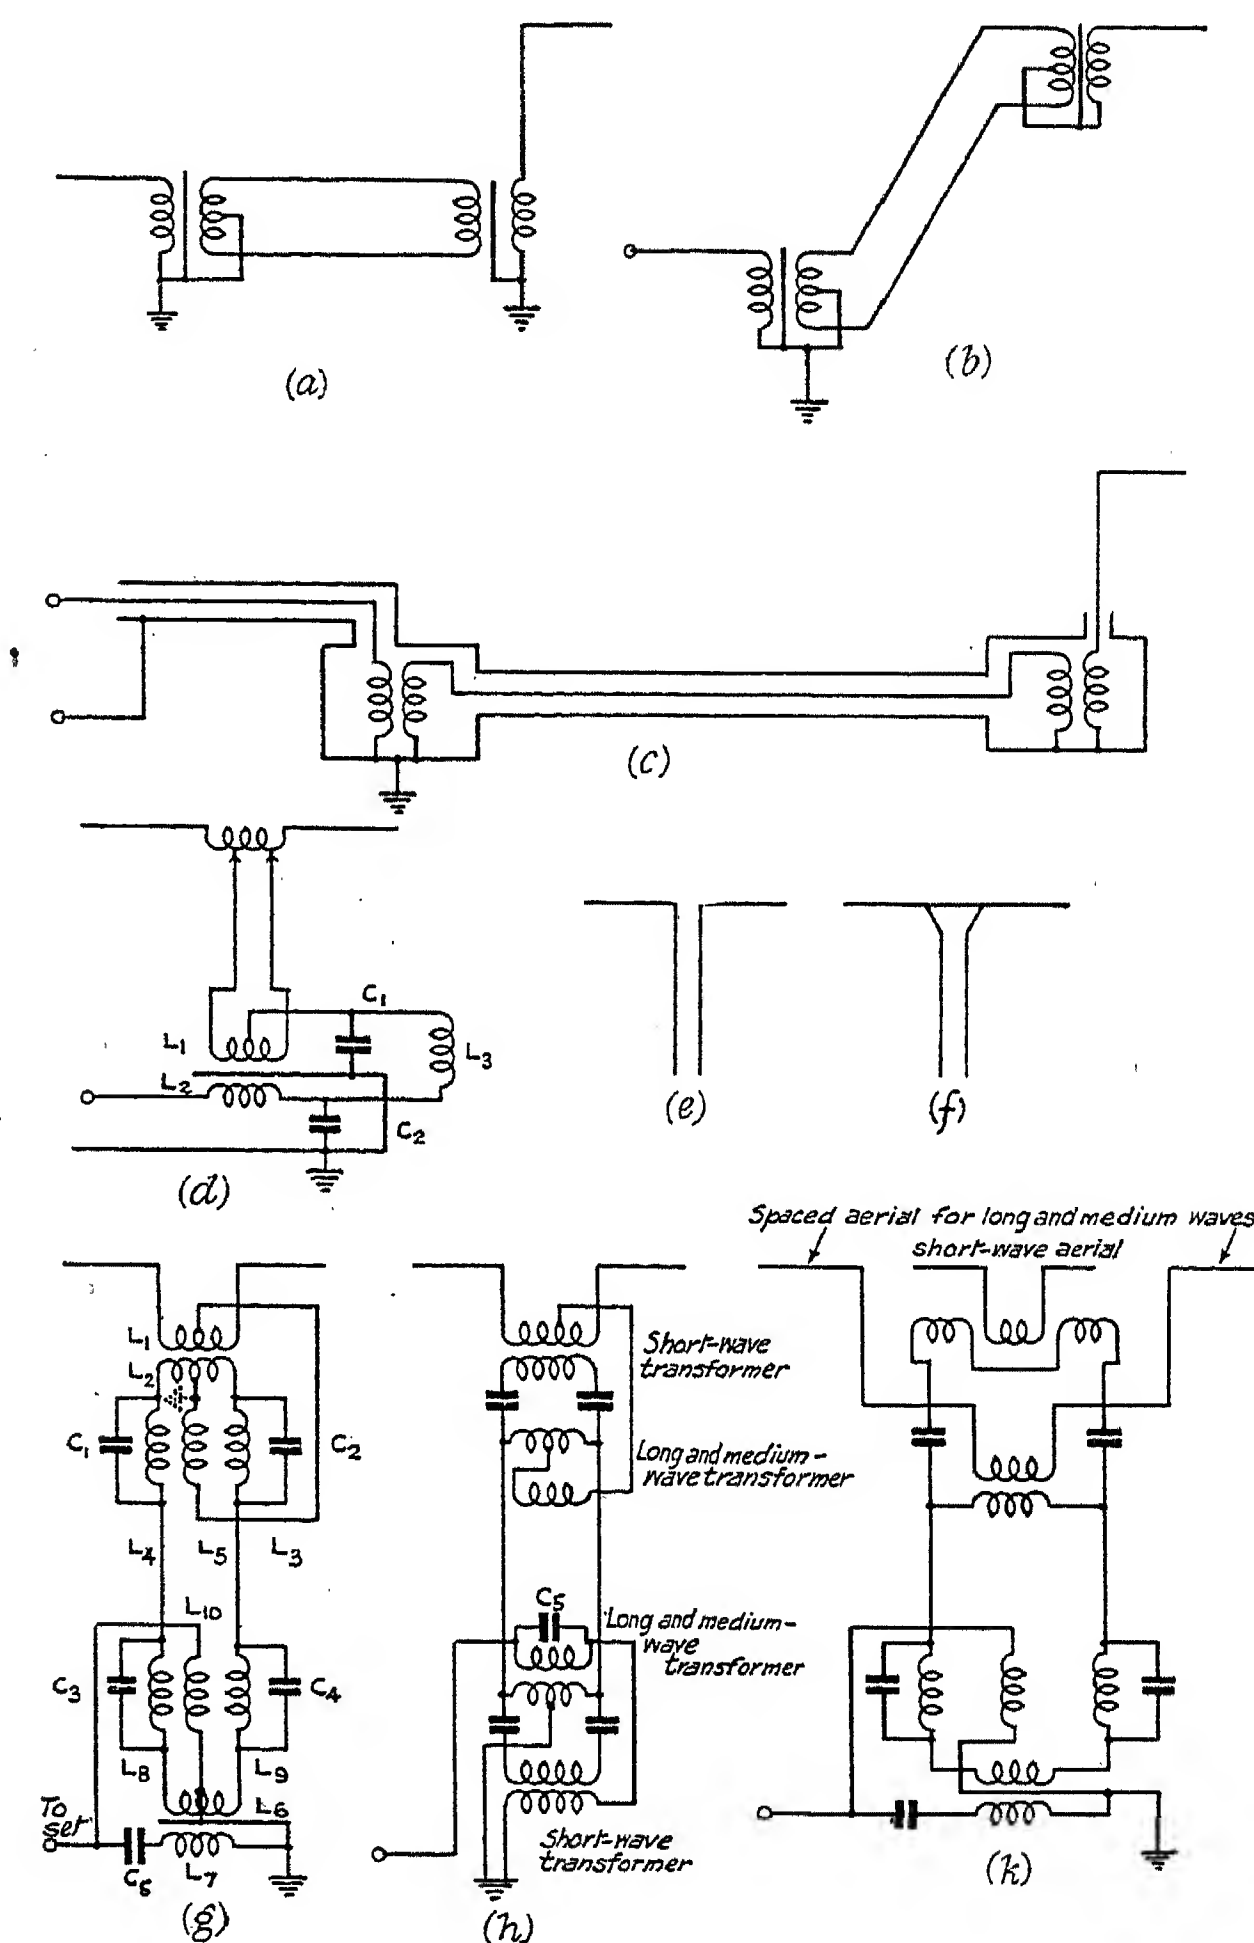 (a)
(b)
(c)
C₁
L₁
L₃
L₂
C₂
(d)
(e)
(f)
Spaced aerial for long and medium waves
short-wave aerial
L₁
L₂
C₁
C₂
L₄
L₅
L₃
L₁₀
C₃
C₄
L₈
L₉
L₆
To
set
C₆
L₇
(g)
Short-wave
transformer
Long and medium-
wave transformer
C₅
Long and medium-
wave
transformer
Short-wave
transformer
(h)
(k)